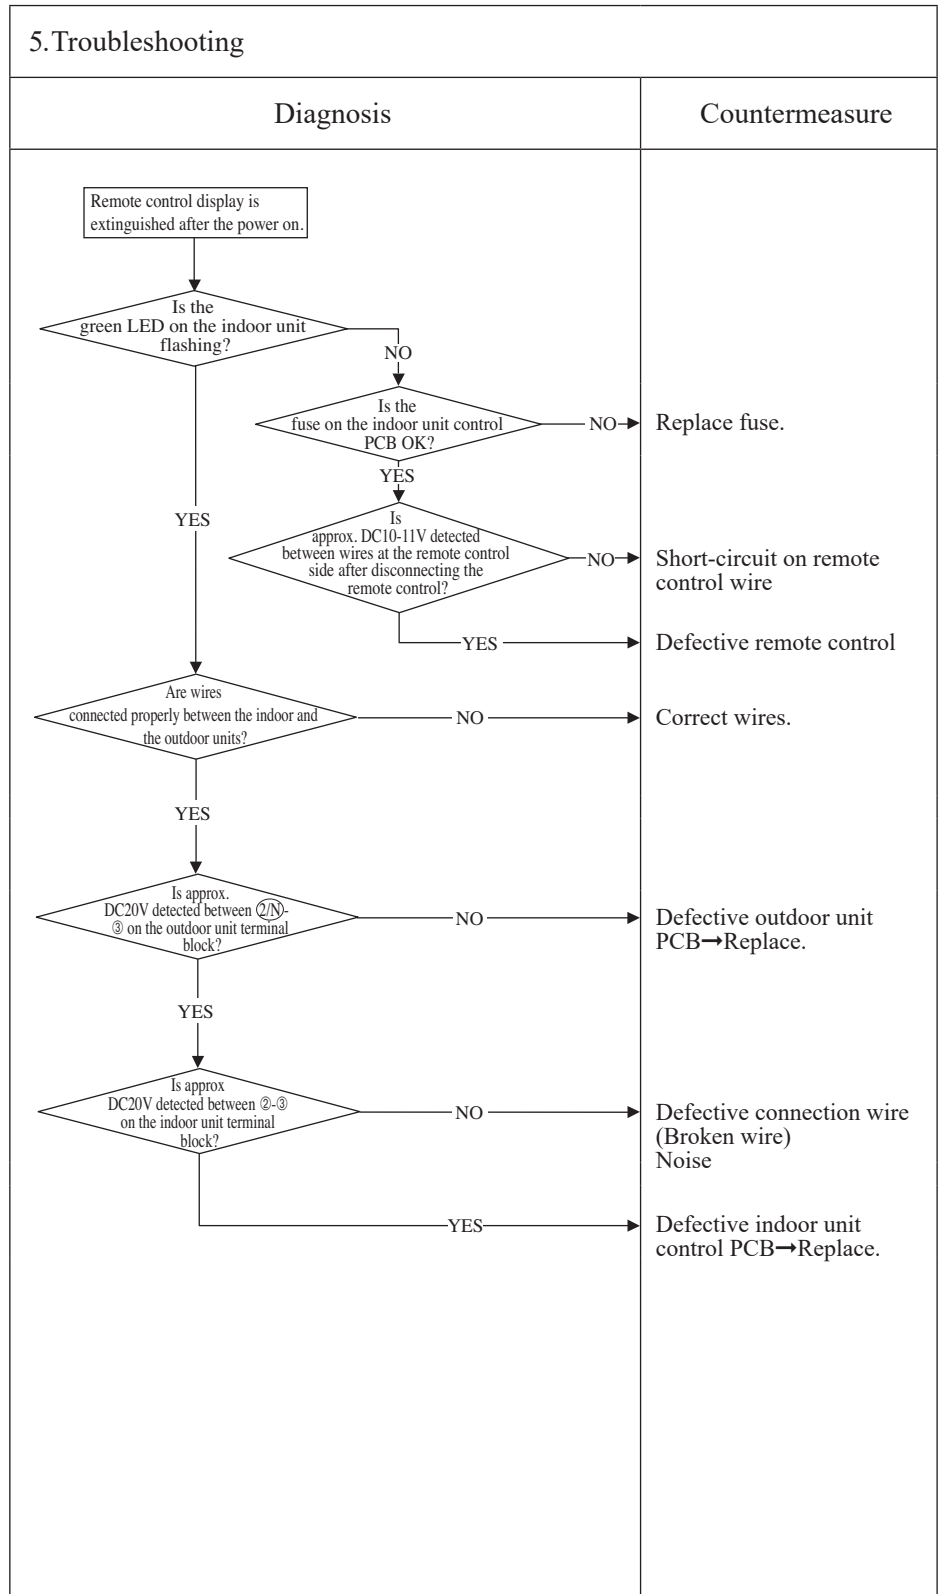 5.Troubleshooting
Diagnosis
Countermeasure
Remote control display is
extinguished after the power on.
Is the
green LED on the indoor unit
flashing?
NO
Is the
fuse on the indoor unit control
PCB OK?
NO
Replace fuse.
YES
YES
Is
approx. DC10-11V detected
between wires at the remote control
side after disconnecting the
remote control?
NO
Short-circuit on remote
control wire
YES
Defective remote control
Are wires
connected properly between the indoor and
the outdoor units?
NO
Correct wires.
YES
Is approx.
DC20V detected between 2/N-
③ on the outdoor unit terminal
block?
NO
Defective outdoor unit
PCB→Replace.
YES
Is approx
DC20V detected between ②-③
on the indoor unit terminal
block?
NO
Defective connection wire
(Broken wire)
Noise
YES
Defective indoor unit
control PCB→Replace.